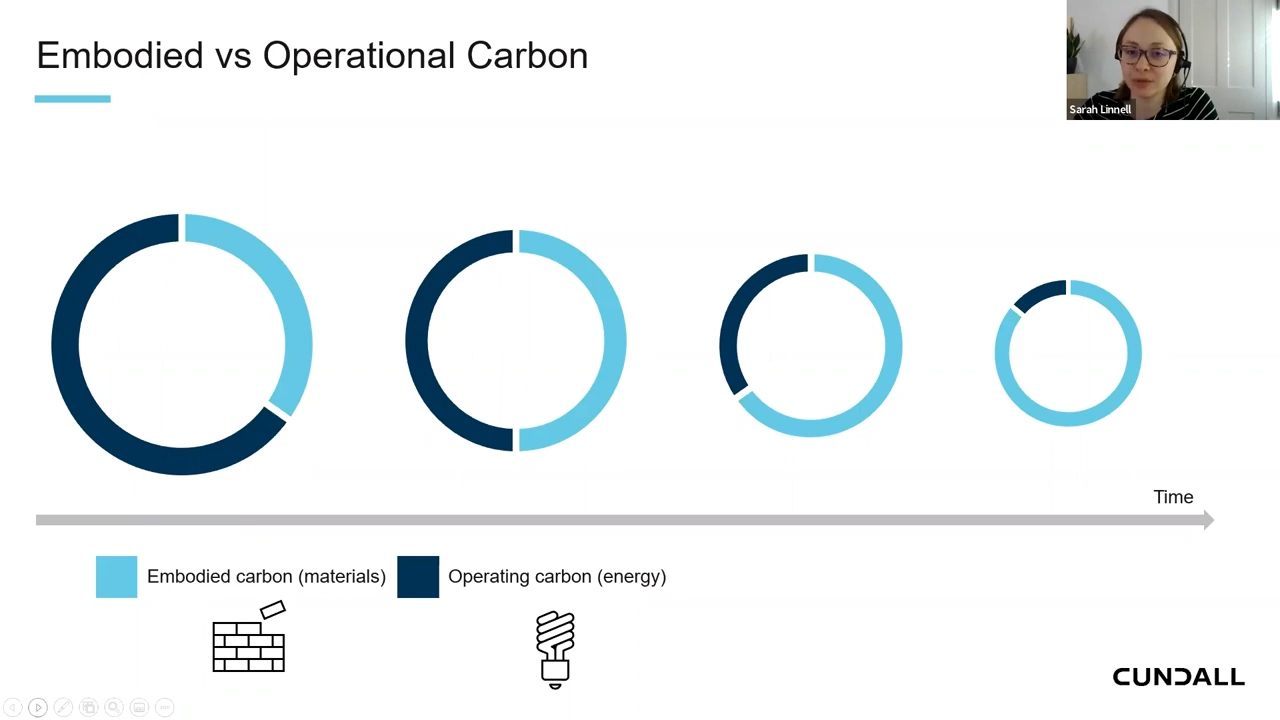 Embodied vs Operational Carbon
Sarah Linnell
Time
Embodied carbon (materials)
Operating carbon (energy)
CUNDALL